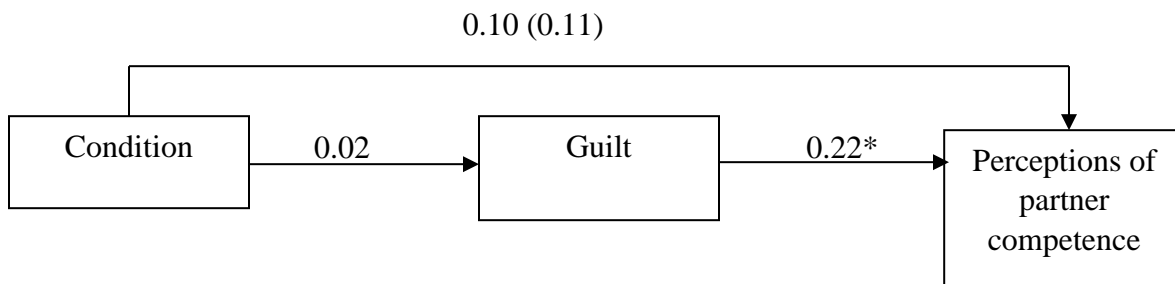 0.10 (0.11)
Condition
0.02
Guilt
0.22*
Perceptions of
partner
competence